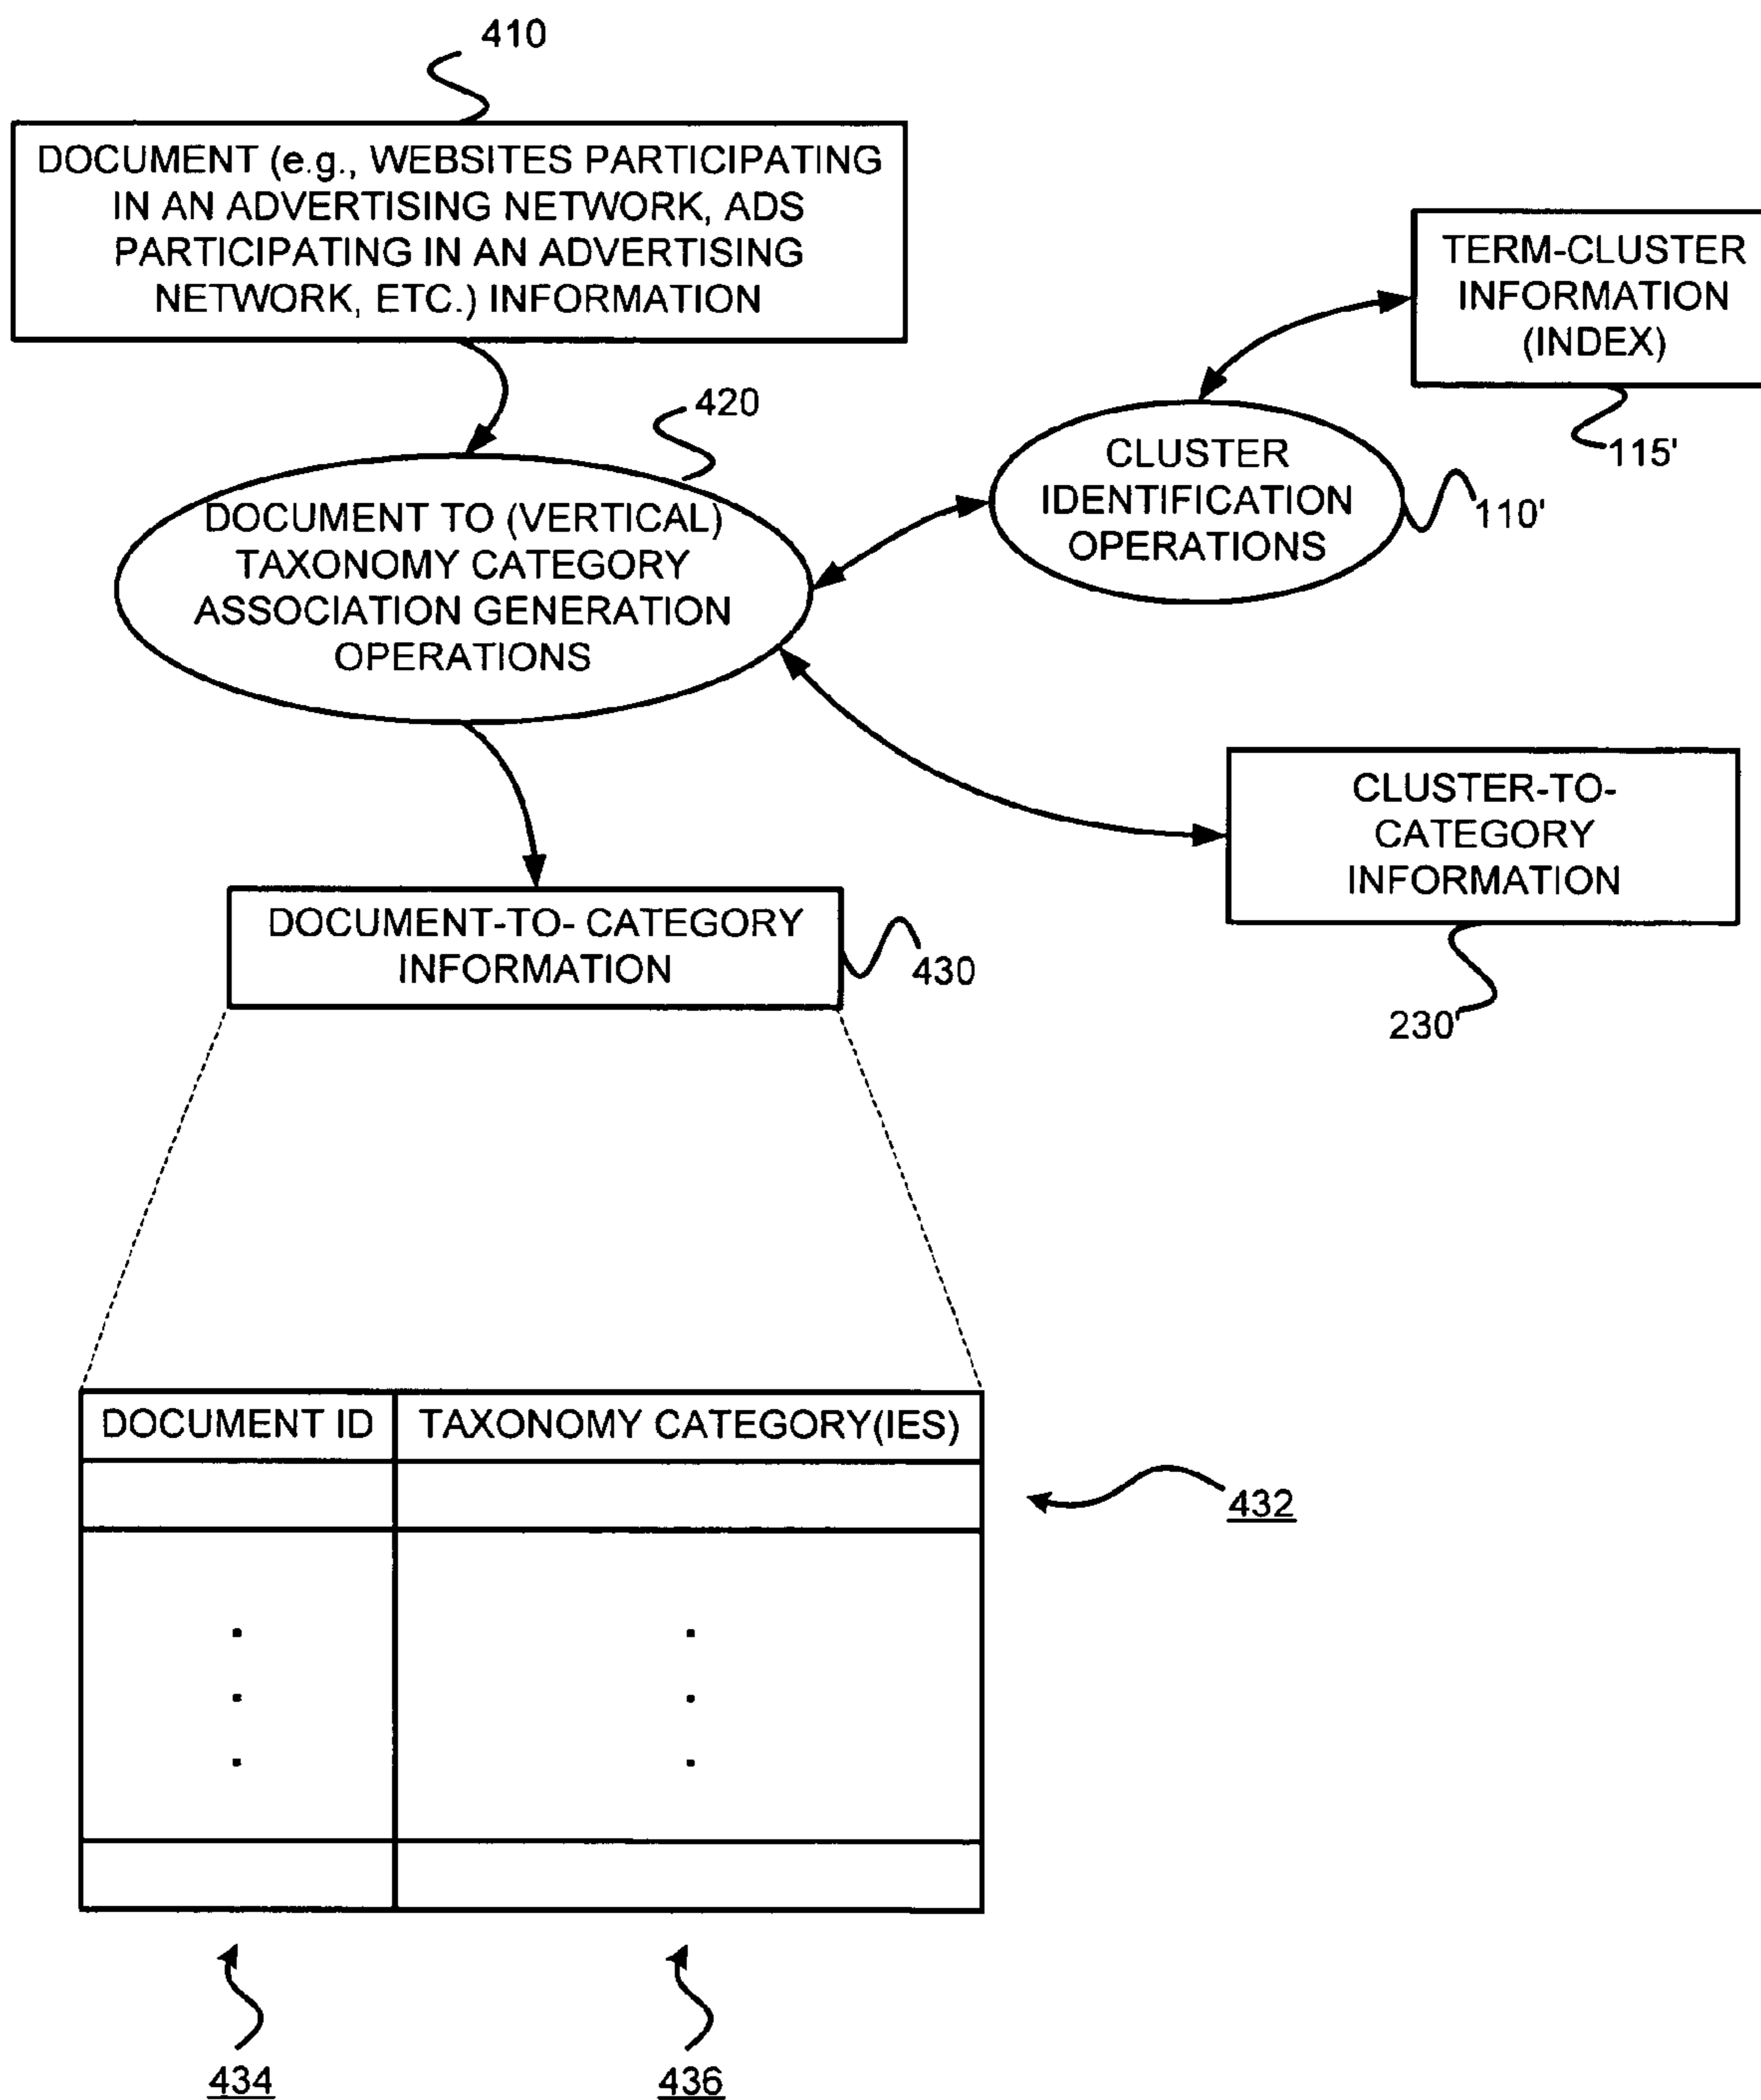 410
DOCUMENT (e.g., WEBSITES PARTICIPATING
IN AN ADVERTISING NETWORK, ADS
PARTICIPATING IN AN ADVERTISING
NETWORK, ETC.) INFORMATION
TERM-CLUSTER
INFORMATION
(INDEX)
115'
420
CLUSTER
IDENTIFICATION
OPERATIONS
110'
DOCUMENT TO (VERTICAL)
TAXONOMY CATEGORY
ASSOCIATION GENERATION
OPERATIONS
CLUSTER-TO-
CATEGORY
INFORMATION
230'
DOCUMENT-TO- CATEGORY
INFORMATION
430
DOCUMENT ID
TAXONOMY CATEGORY(IES)
432
434
436